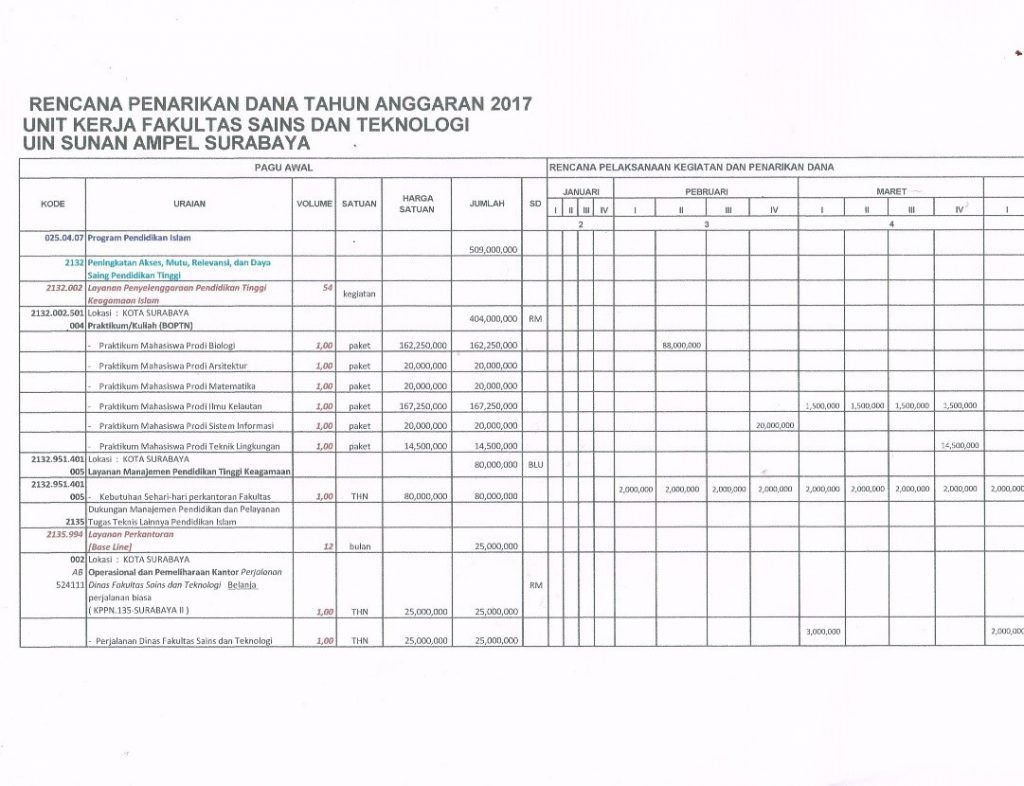 RENCANA PENARIKAN DANA TAHUN ANGGARAN 2017
UNIT KERJA FAKULTAS SAINS DAN TEKNOLOGI
UIN SUNAN AMPEL SURABAYA
PAGU AWAL RENCANA PELAKSANAAN KEGIATAN DAN PENARIKAN DANA
KODE URAIAN VOLUME SATUAN HARGA SATUAN JUMLAH SD JANUARI PEBRUARI MARET
I II III IV I II III IV I II III IV I
2 3 4
025.04.07 Program Pendidikan Islam 509,000,000
2132 Peningkatan Akses, Mutu, Relevansi, dan Daya
Saing Pendidikan Tinggi
2132.002 Layanan Penyelenggaraan Pendidikan Tinggi 54 kegiatan
Keagamaan Islam
2132.002.501 Lokasi : KOTA SURABAYA 404,000,000 RM
004 Praktikum/Kuliah (BOPTN)
- Praktikum Mahasiswa Prodi Biologi 1,00 paket 162,250,000 162,250,000 88,000,000
- Praktikum Mahasiswa Prodi Arsitektur 1,00 paket 20,000,000 20,000,000
- Praktikum Mahasiswa Prodi Matematika 1,00 paket 20,000,000 20,000,000
- Praktikum Mahasiswa Prodi Ilmu Kelautan 1,00 paket 167,250,000 167,250,000 1,500,000 1,500,000 1,500,000 1,500,000
- Praktikum Mahasiswa Prodi Sistem Informasi 1,00 paket 20,000,000 20,000,000 20,000,000
- Praktikum Mahasiswa Prodi Teknik Lingkungan 1,00 paket 14,500,000 14,500,000 14,500,000
2132.951.401 Lokasi : KOTA SURABAYA 80,000,000 BLU
005 Layanan Manajemen Pendidikan Tinggi Keagamaan
2132.951.401
005 - Kebutuhan Sehari-hari perkantoran Fakultas 1,00 THN 80,000,000 80,000,000 2,000,000 2,000,000 2,000,000 2,000,000 2,000,000 2,000,000 2,000,000 2,000,000 2,000,000
Dukungan Manajemen Pendidikan dan Pelayanan
2135 Tugas Teknis Lainnya Pendidikan Islam
2135.994 Layanan Perkantoran
[Base Line] 12 bulan 25,000,000
002 Lokasi : KOTA SURABAYA
AB Operasional dan Pemeliharaan Kantor Perjalanan
524111 Dinas Fakultas Sains dan Teknologi Belanja RM
perjalanan biasa
( KPPN.135-SURABAYA II ) 1,00 THN 25,000,000 25,000,000
- Perjalanan Dinas Fakultas Sains dan Teknologi 1,00 THN 25,000,000 25,000,000 3,000,000 2,000,000